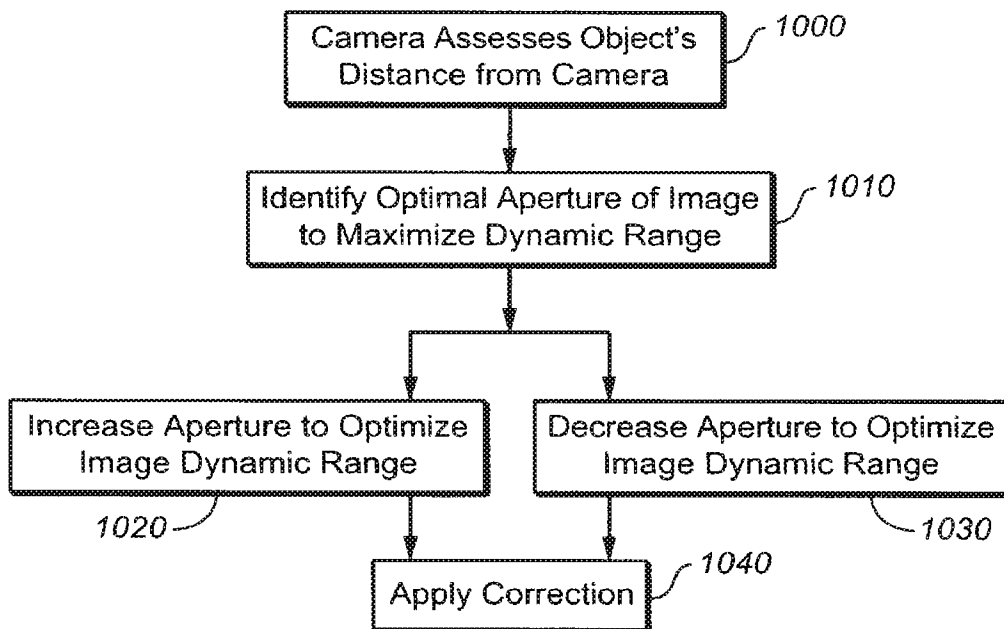 Camera Assesses Object's
Distance from Camera
1000
Identify Optimal Aperture of Image
to Maximize Dynamic Range
1010
Increase Aperture to Optimize
Image Dynamic Range
1020
Decrease Aperture to Optimize
Image Dynamic Range
1030
Apply Correction
1040